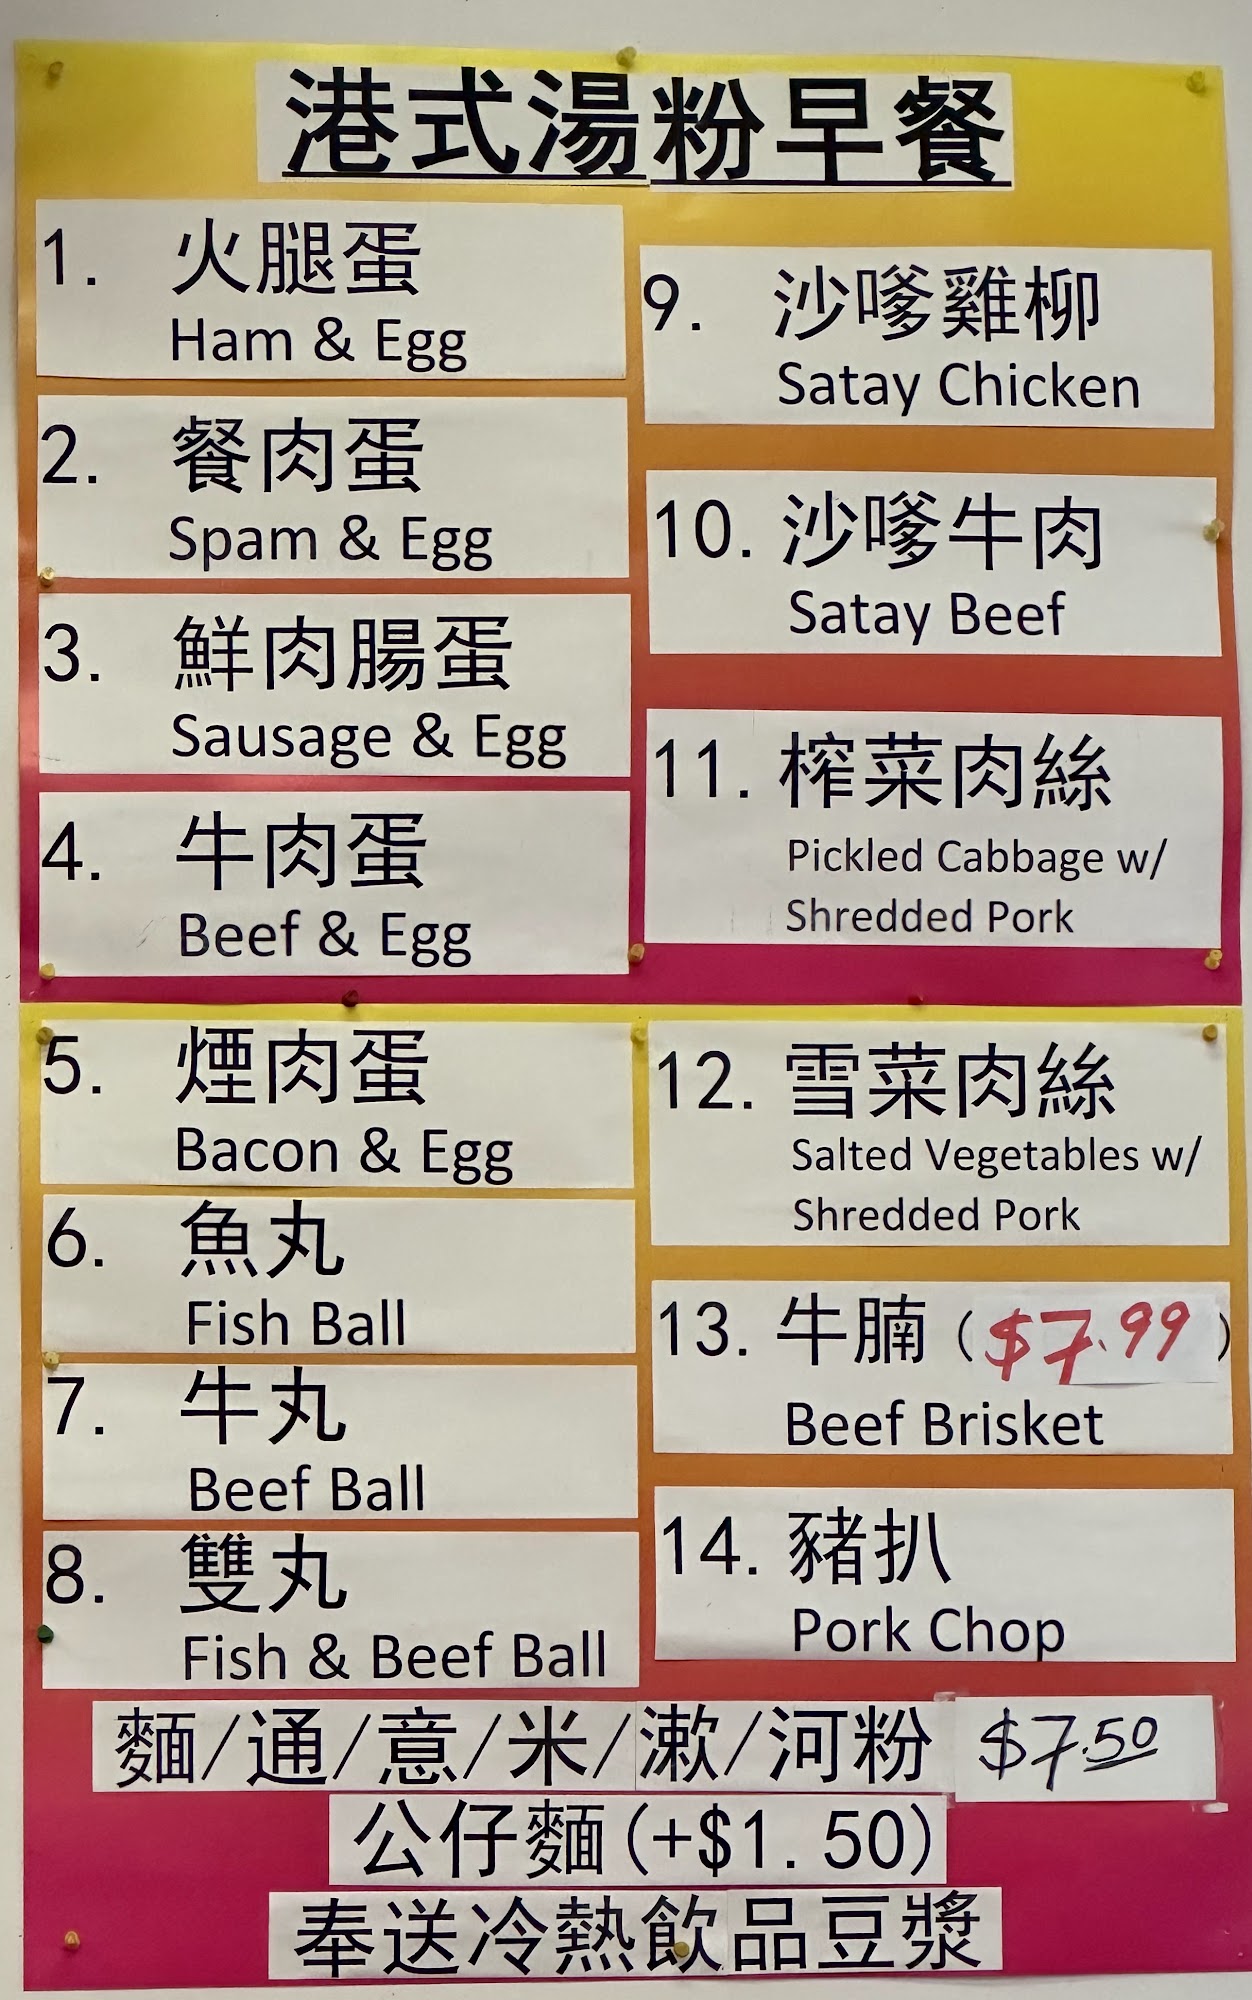 港式湯粉早餐
1. 火腿蛋
Ham & Egg
2. 餐肉蛋
Spam & Egg
3. 鮮肉腸蛋
Sausage & Egg
4. 牛肉蛋
Beef & Egg
5. 煙肉蛋
Bacon & Egg
6. 魚丸
Fish Ball
7. 牛丸
Beef Ball
8. 雙丸
Fish & Beef Ball
9. 沙嗲雞柳
Satay Chicken
10. 沙嗲牛肉
Satay Beef
11. 榨菜肉絲
Pickled Cabbage w/
Shredded Pork
12. 雪菜肉絲
Salted Vegetables w/
Shredded Pork
13. 牛腩 ($7.99)
Beef Brisket
14. 豬扒
Pork Chop
麵/通/意/米/漱/河粉 $7.50
公仔麵(+$1.50)
奉送冷熱飲品豆漿